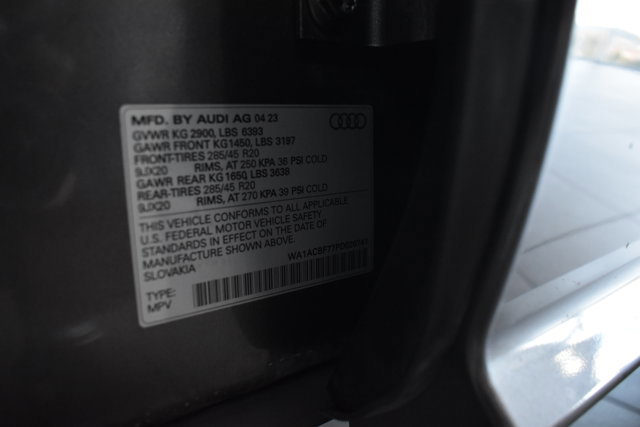 MFD. BY AUDI AG 04 23
GVWR KG 2900, LBS 6393
GAWR FRONT KG1450, LBS 3197
FRONT-TIRES 285/45 R20
9JX20 RIMS, AT 250 KPA 36 PSI COLD
GAWR REAR KG 1650, LBS 3638
REAR-TIRES 285/45 R20
9JX20 RIMS, AT 270 KPA 39 PSI COLD
THIS VEHICLE CONFORMS TO ALL APPLICABLE
U.S. FEDERAL MOTOR VEHICLE SAFETY
STANDARDS IN EFFECT ON THE DATE OF
MANUFACTURE SHOWN ABOVE.
SLOVAKIA
TYPE:
MPV